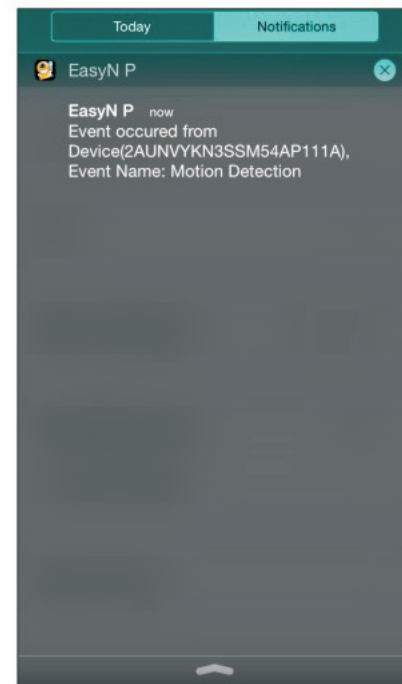 Today Notifications
EasyN P
EasyN P now
Event occured from
Device(2AUNVYKN3SSM54AP111A),
Event Name: Motion Detection